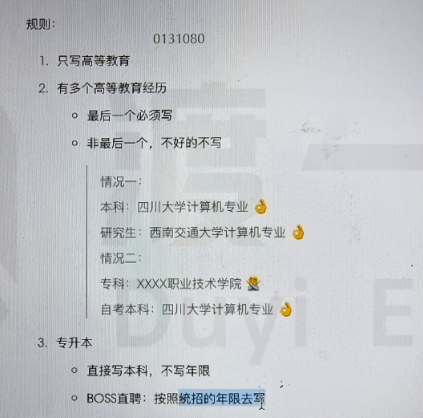 规则：
0131080
1. 只写高等教育
2. 有多个高等教育经历
最后一个必须写
非最后一个，不好的不写
情况一：
本科：四川大学计算机专业 👌
研究生：西南交通大学计算机专业 👌
情况二：
专科：XXXX职业技术学院 🤦
自考本科：四川大学计算机专业 👌
3. 专升本
直接写本科，不写年限
BOSS直聘：按照统招的年限去写
渡一
Duyi E